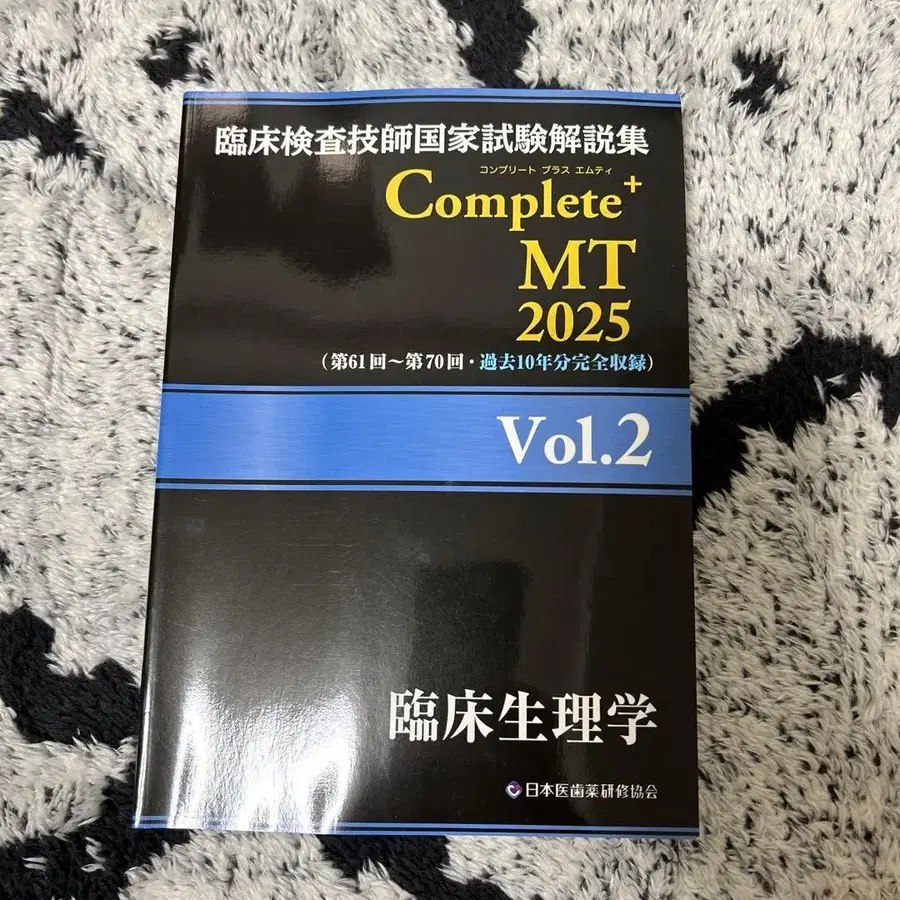 臨床検査技師国家試験解説集
コンプリート プラス エムティ
Complete+
MT
2025
(第61回～第70回・過去10年分完全収録)
Vol.2
臨床生理学
日本医歯薬研修協会